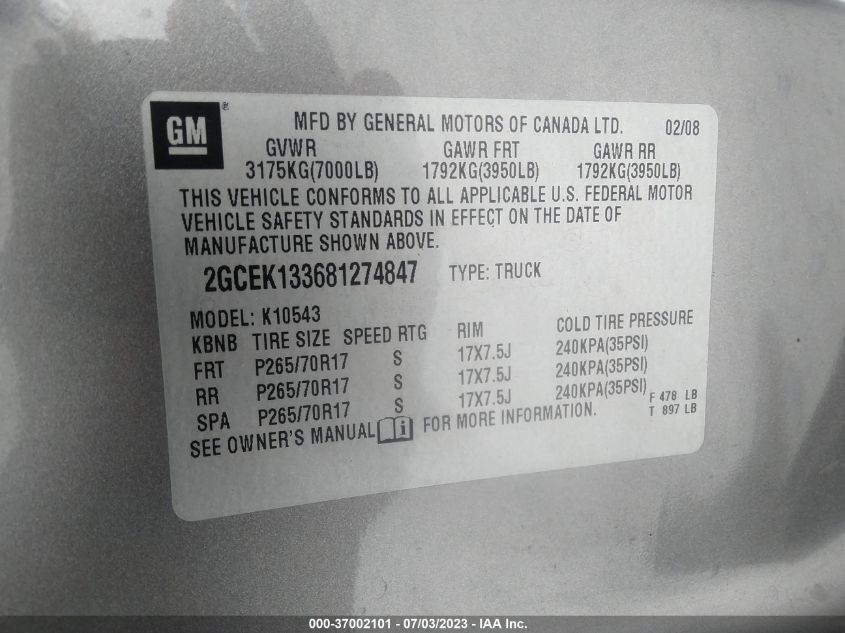 GM ® MFD BY GENERAL MOTORS OF CANADA LTD. 02/08
GVWR GAWR FRT GAWR RR
3175KG(7000LB) 1792KG(3950LB) 1792KG(3950LB)
THIS VEHICLE CONFORMS TO ALL APPLICABLE U.S. FEDERAL MOTOR
VEHICLE SAFETY STANDARDS IN EFFECT ON THE DATE OF
MANUFACTURE SHOWN ABOVE.
2GCEK133681274847 TYPE: TRUCK
MODEL: K10543
KBNB TIRE SIZE SPEED RTG RIM COLD TIRE PRESSURE
FRT P265/70R17 S 17X7.5J 240KPA(35PSI)
RR P265/70R17 S 17X7.5J 240KPA(35PSI)
SPA P265/70R17 S 17X7.5J 240KPA(35PSI) F 478 LB
SEE OWNER'S MANUAL FOR MORE INFORMATION. T 897 LB
000-37002101 - 07/03/2023 - IAA Inc.